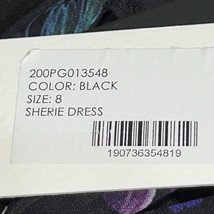 200PG013548
COLOR: BLACK
SIZE: 8
SHERIE DRESS
190736354819